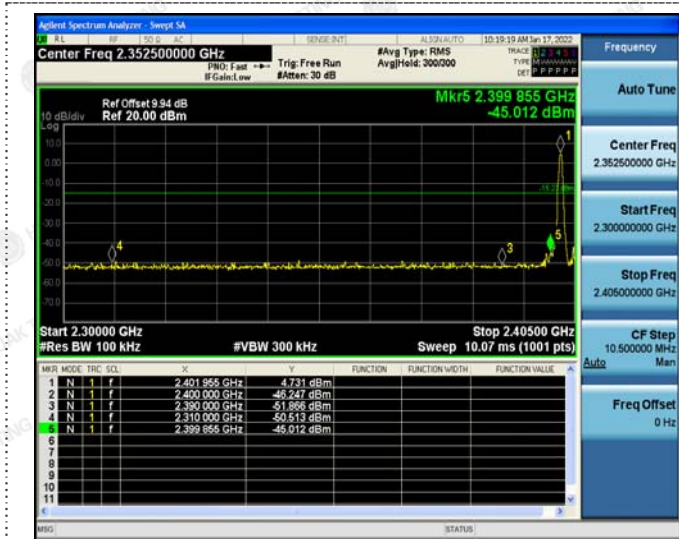 Agilent Spectrum Analyzer - Swept SA
RL RF 50 Ω AC SENSE:INT ALIGN AUTO 10:19:19 AM Jan 17, 2022
Center Freq 2.352500000 GHz
PNO: Fast
IFGain:Low
Trig: Free Run
#Atten: 30 dB
#Avg Type: RMS
Avg|Hold: 300/300
TRACE 1 2 3 4 5 6
TYPE M
DET P P P P P P
Frequency
Auto Tune
Center Freq
2.352500000 GHz
Start Freq
2.300000000 GHz
Stop Freq
2.405000000 GHz
CF Step
10.500000 MHz
Auto Man
Freq Offset
0 Hz
Mkr5 2.399 855 GHz
-45.012 dBm
Ref Offset 9.94 dB
Ref 20.00 dBm
10 dB/div
Log
10.0
0.00
-10.0
-20.0
-30.0
-40.0
-50.0
-60.0
-70.0
1
4
3
5
Start 2.30000 GHz
Stop 2.40500 GHz
#Res BW 100 kHz #VBW 300 kHz Sweep 10.07 ms (1001 pts)
MKR MODE TRC SCL X Y FUNCTION FUNCTION WIDTH FUNCTION VALUE
1 N 1 f 2.401 955 GHz 4.731 dBm
2 N 1 f 2.400 000 GHz -46.247 dBm
3 N 1 f 2.390 000 GHz -51.866 dBm
4 N 1 f 2.310 000 GHz -50.513 dBm
5 N 1 f 2.399 855 GHz -45.012 dBm
6
7
8
9
10
11
MSG STATUS